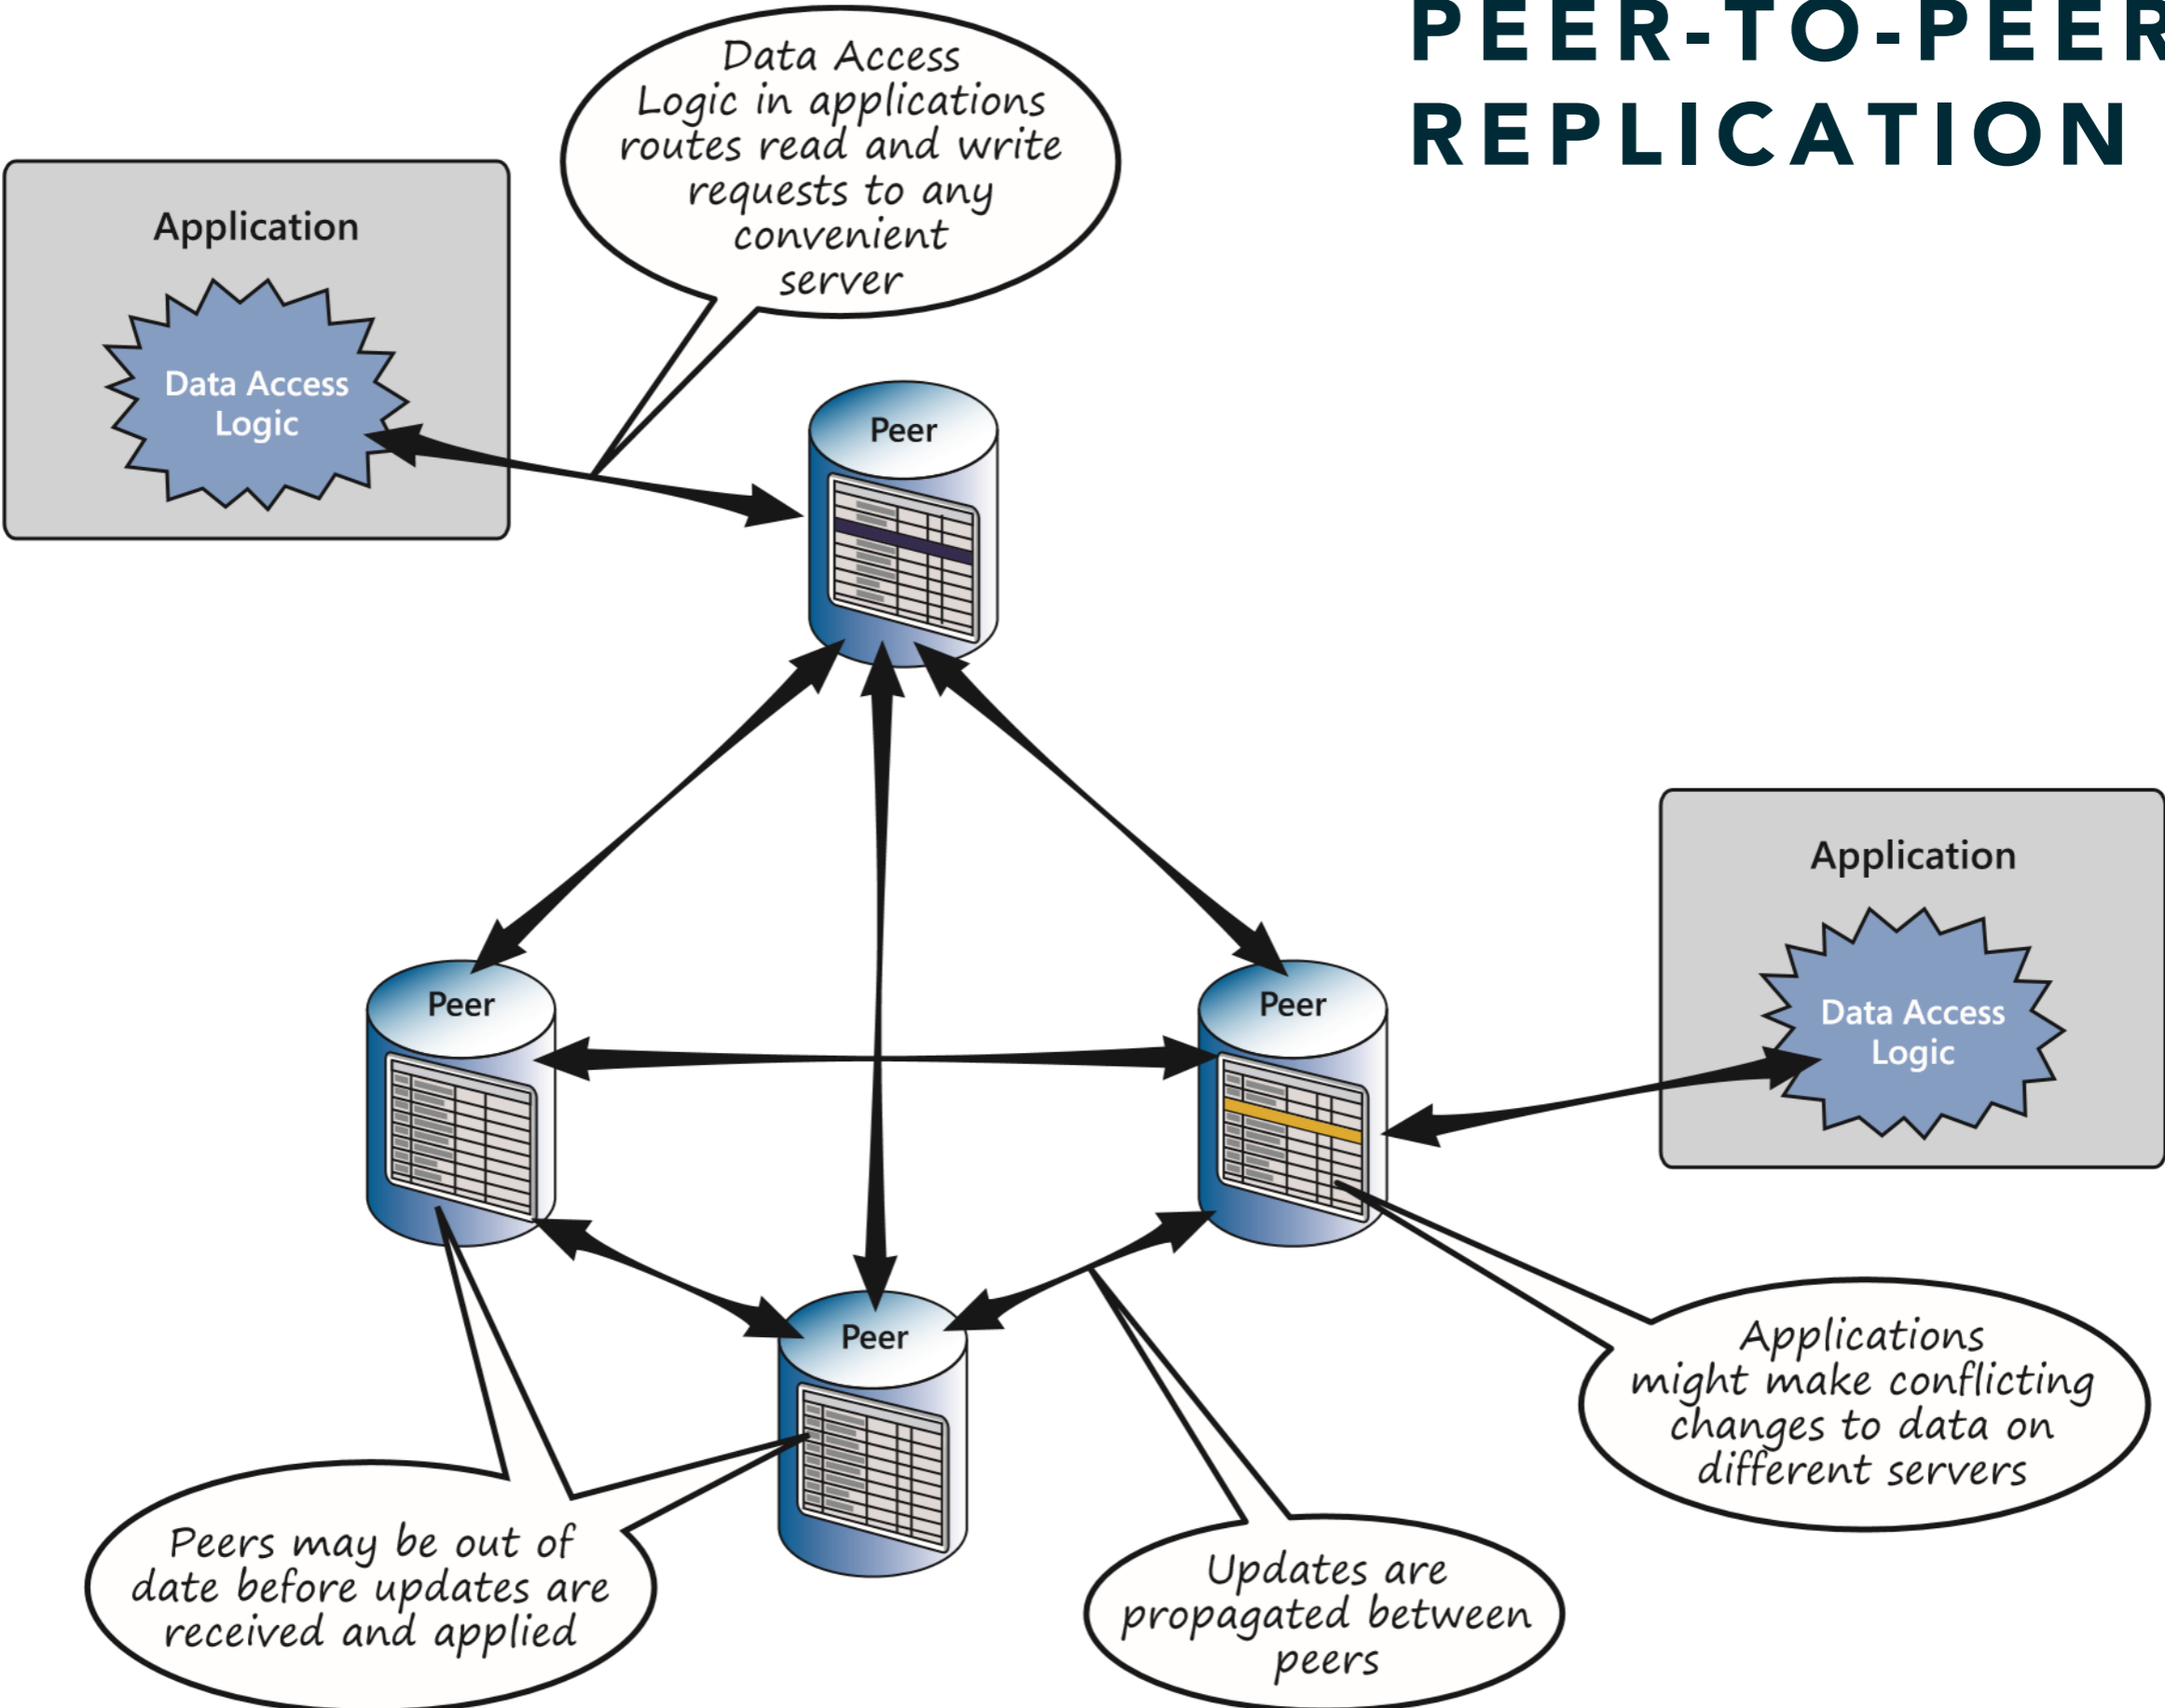 PEER-TO-PEER
REPLICATION
Data Access
Logic in applications
routes read and write
requests to any
convenient
server
Application
Data Access
Logic
Peer
Application
Data Access
Logic
Peer
Peer
Peer
Applications
might make conflicting
changes to data on
different servers
Peers may be out of
date before updates are
received and applied
Updates are
propagated between
peers